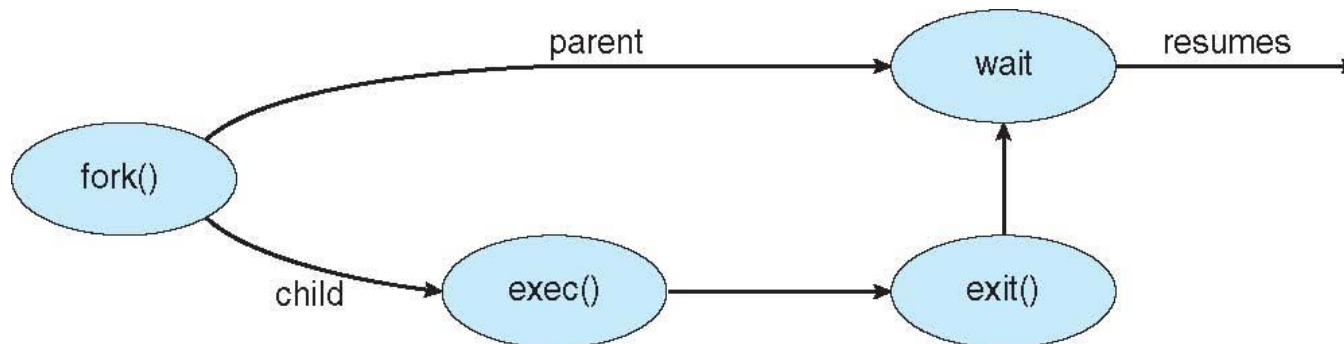 parent
wait
resumes
fork()
child
exec()
exit()